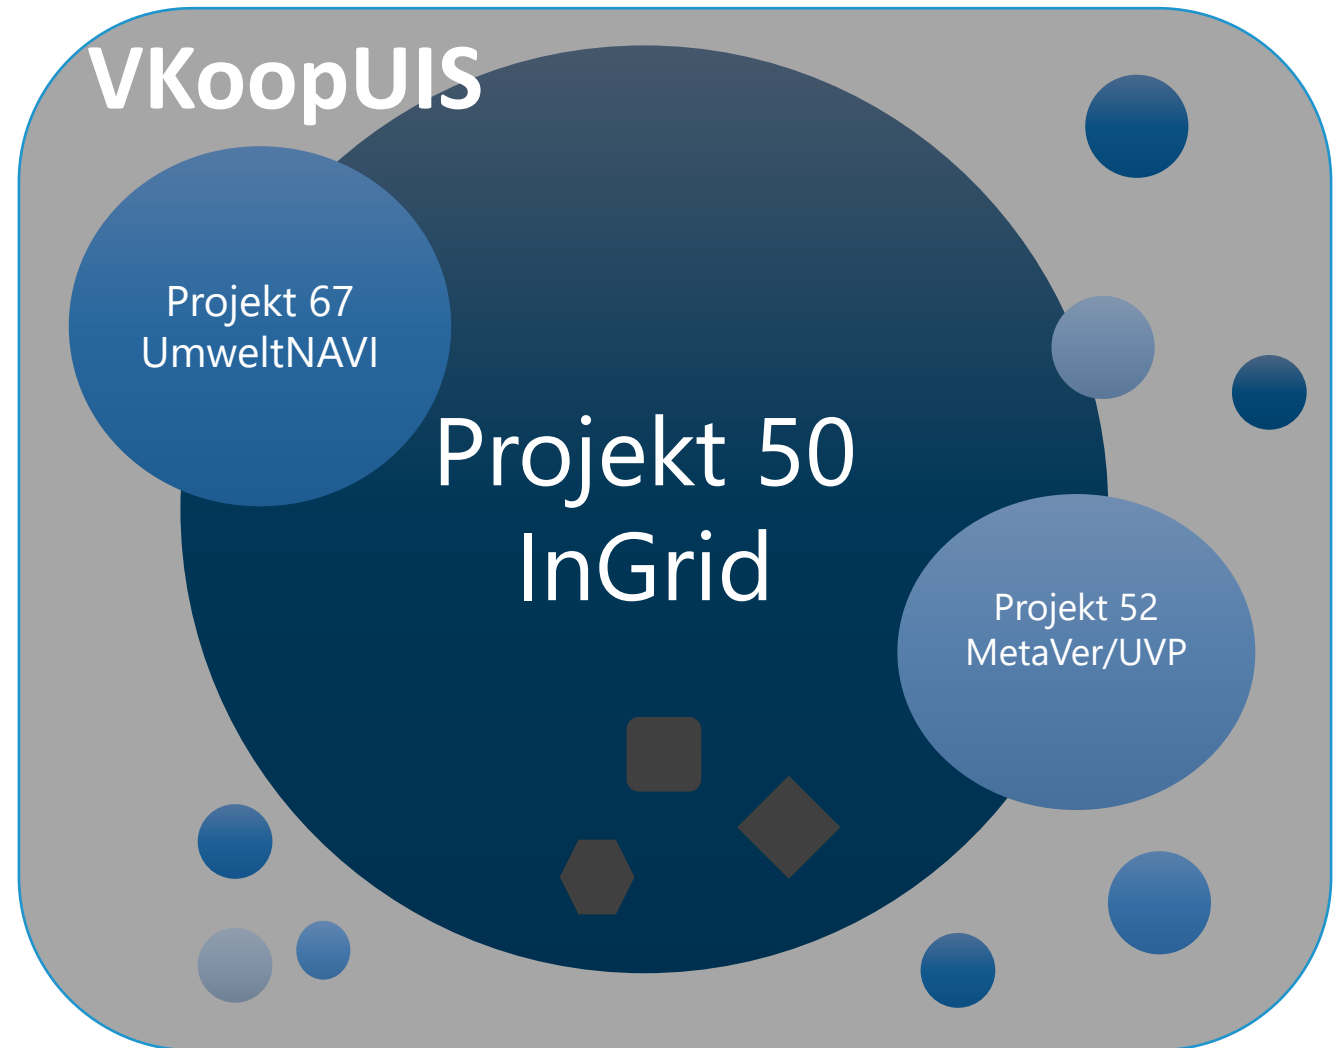 VKoopUIS
Projekt 67
UmweltNAVI
Projekt 50
InGrid
Projekt 52
MetaVer/UVP